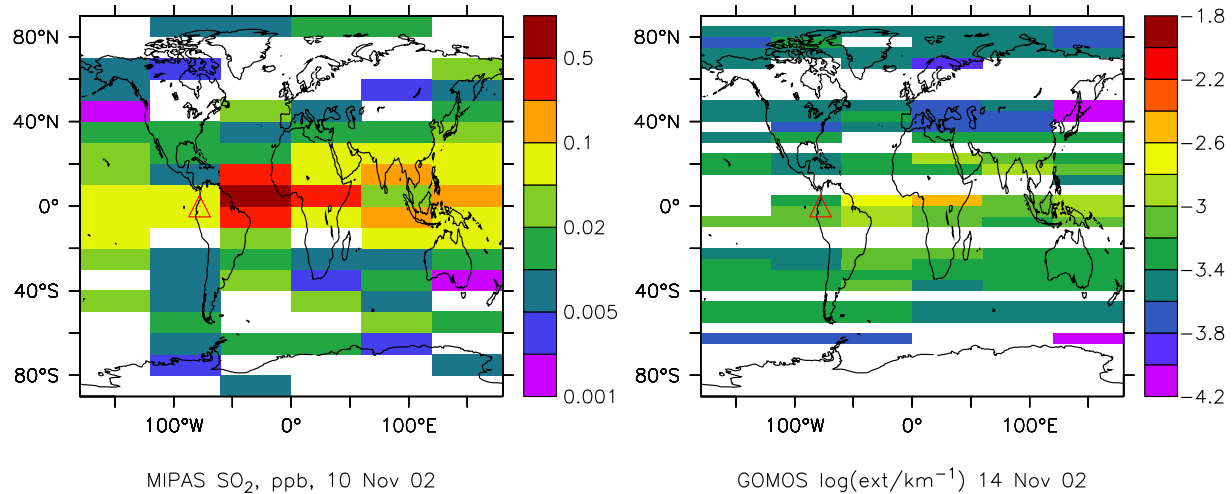 80°N
40°N
0°
40°S
80°S
100°W 0° 100°E
0.5
0.1
0.02
0.005
0.001
MIPAS SO₂, ppb, 10 Nov 02
80°N
40°N
0°
40°S
80°S
100°W 0° 100°E
−1.8
−2.2
−2.6
−3
−3.4
−3.8
−4.2
GOMOS log(ext/km⁻¹) 14 Nov 02